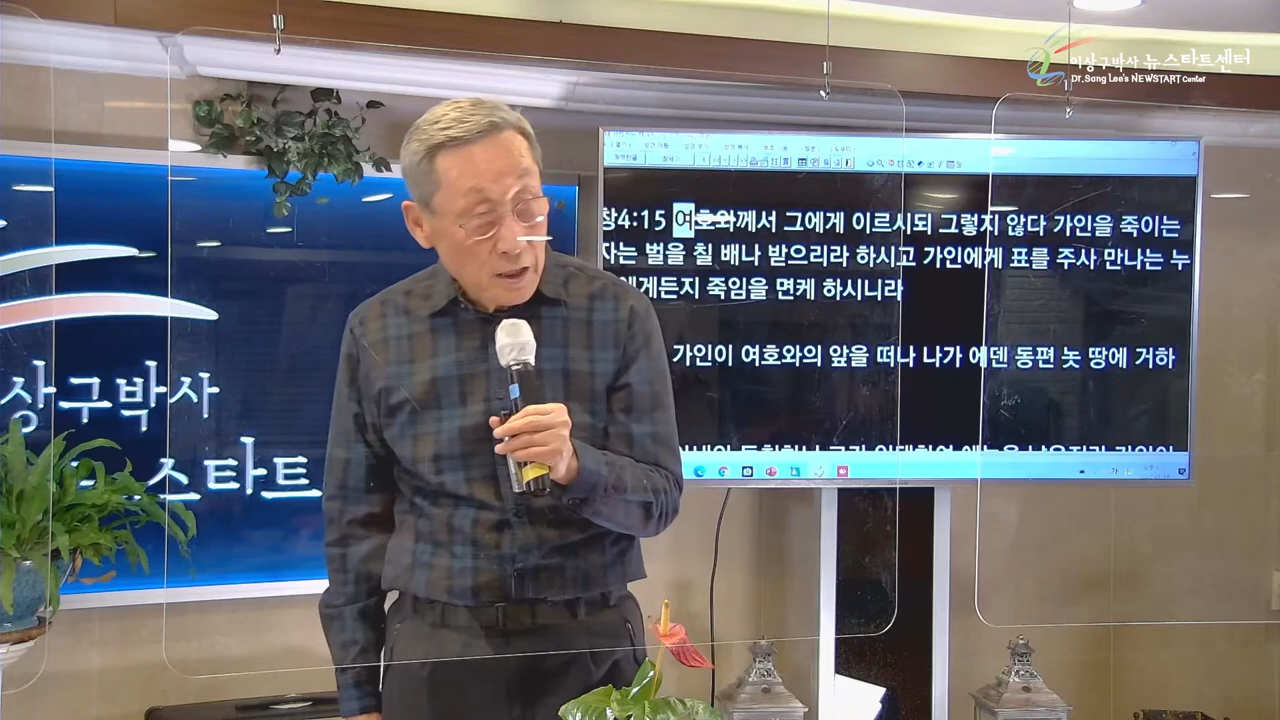 이상구박사 뉴스타트센터
Dr. Sang Lee's NEWSTART Center
창4:15 여호와께서 그에게 이르시되 그렇지 않다 가인을 죽이는
자는 벌을 칠 배나 받으리라 하시고 가인에게 표를 주사 만나는 누
에게든지 죽임을 면케 하시니라
가인이 여호와의 앞을 떠나 나가 에덴 동편 놋 땅에 거하
상구박사
스타트